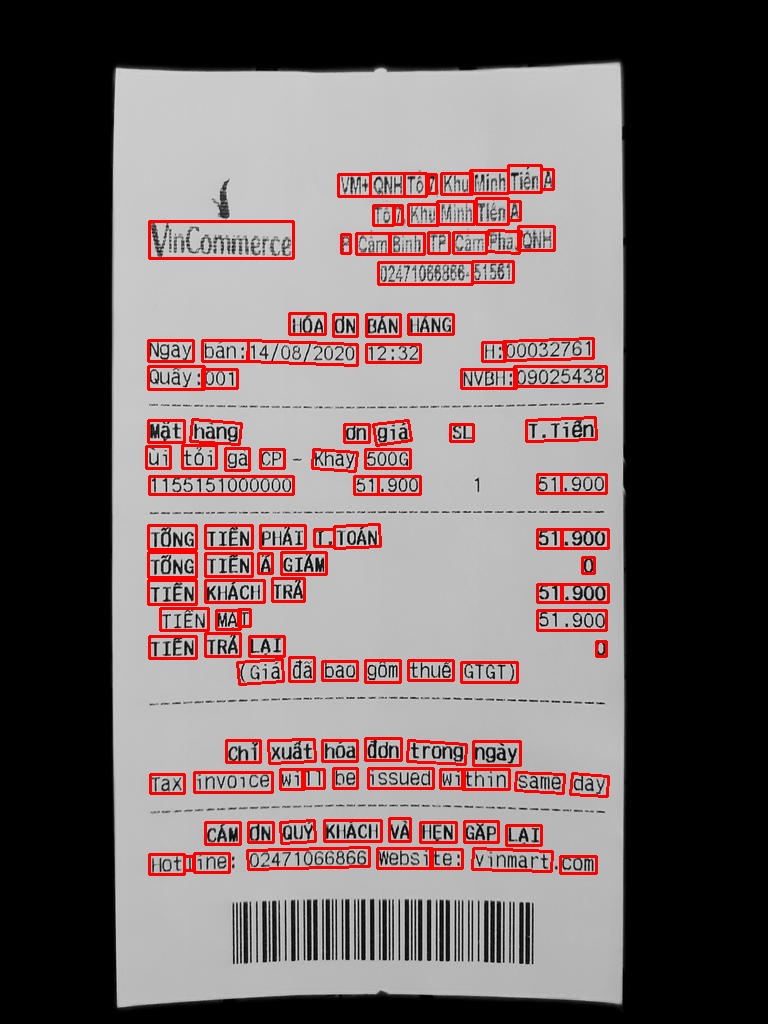 VinCommerce
VM+ QNH Tổ 7 Khu Minh Tiến A
Tổ 7 Khu Minh Tiến A
P. Cẩm Bình TP Cẩm Phả, QNH
02471066866-51561
HÓA ƠN BÁN HÀNG
Ngày bán:14/08/2020 12:32 H:00032761
Quầy:001 NVBH:09025438
Mặt hàng ơn giá SL T.Tiền
ùi tỏi gà CP - Khay 500G
1155151000000 51.900 1 51.900
TỔNG TIỀN PHẢI T.TOÁN 51.900
TỔNG TIỀN Ã GIẢM 0
TIỀN KHÁCH TRẢ 51.900
TIỀN MẶT 51.900
TIỀN TRẢ LẠI 0
(Giá đã bao gồm thuế GTGT)
Chỉ xuất hóa đơn trong ngày
Tax invoice will be issued within same day
CẢM ƠN QUÝ KHÁCH VÀ HẸN GẶP LẠI
Hotline: 02471066866 Website: vinmart.com